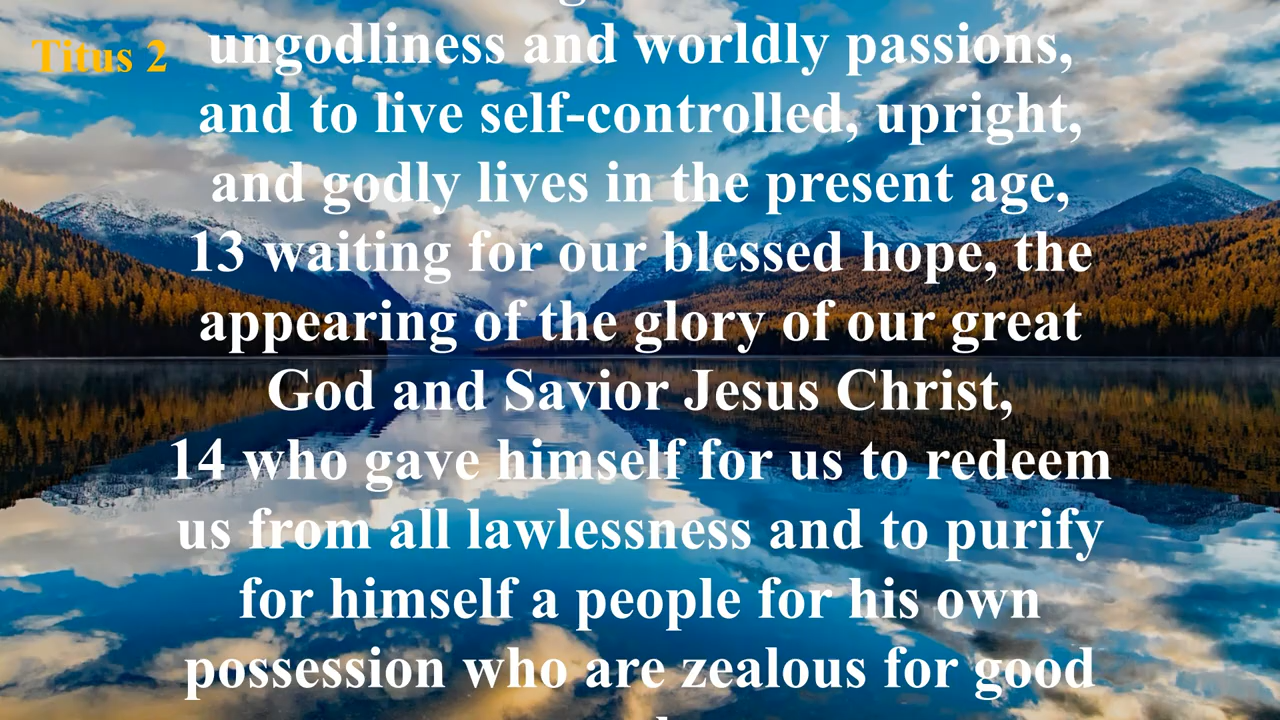 Titus 2
ungodliness and worldly passions,
and to live self-controlled, upright,
and godly lives in the present age,
13 waiting for our blessed hope, the
appearing of the glory of our great
God and Savior Jesus Christ,
14 who gave himself for us to redeem
us from all lawlessness and to purify
for himself a people for his own
possession who are zealous for good